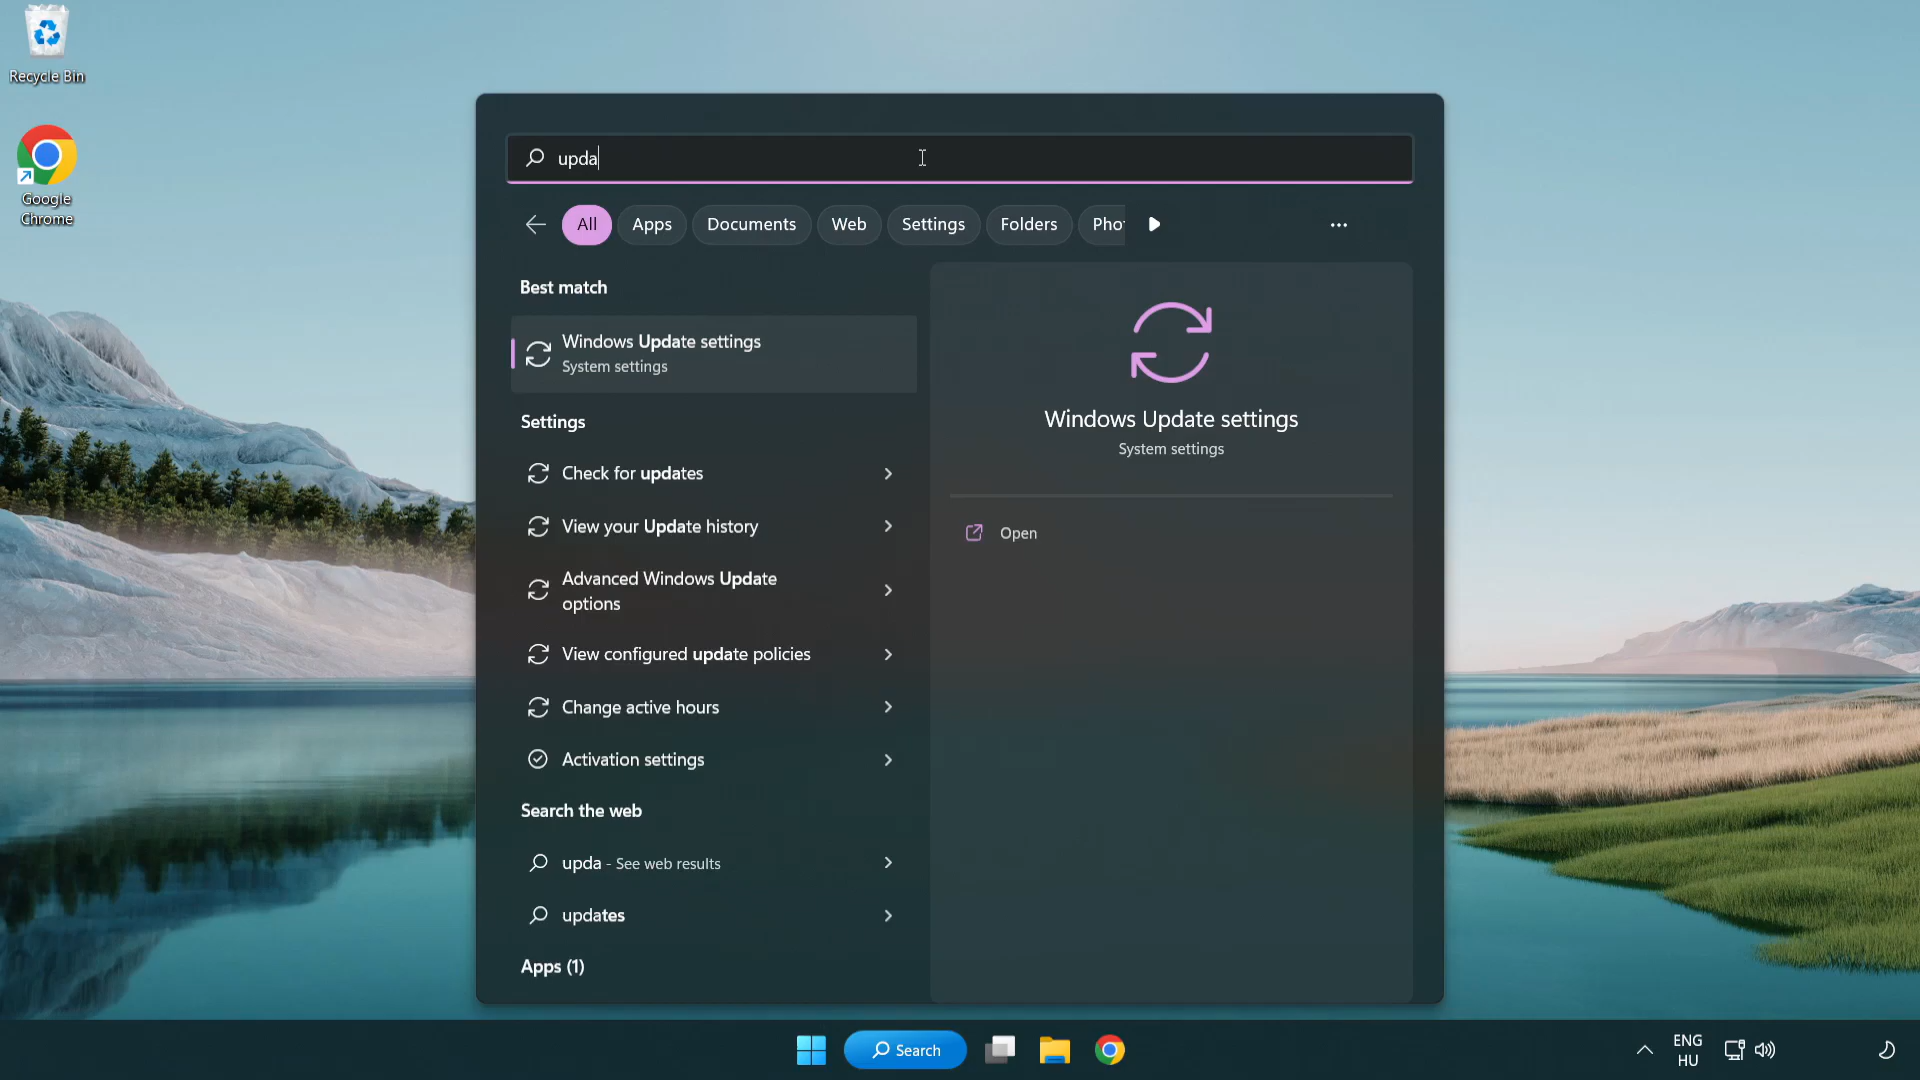 Recycle Bin
Google
Chrome
upda
All
Apps
Documents
Web
Settings
Folders
Pho
Best match
Windows Update settings
System settings
Settings
Check for updates
View your Update history
Advanced Windows Update
options
View configured update policies
Change active hours
Activation settings
Search the web
upda - See web results
updates
Apps (1)
Windows Update settings
System settings
Open
Search
ENG
HU